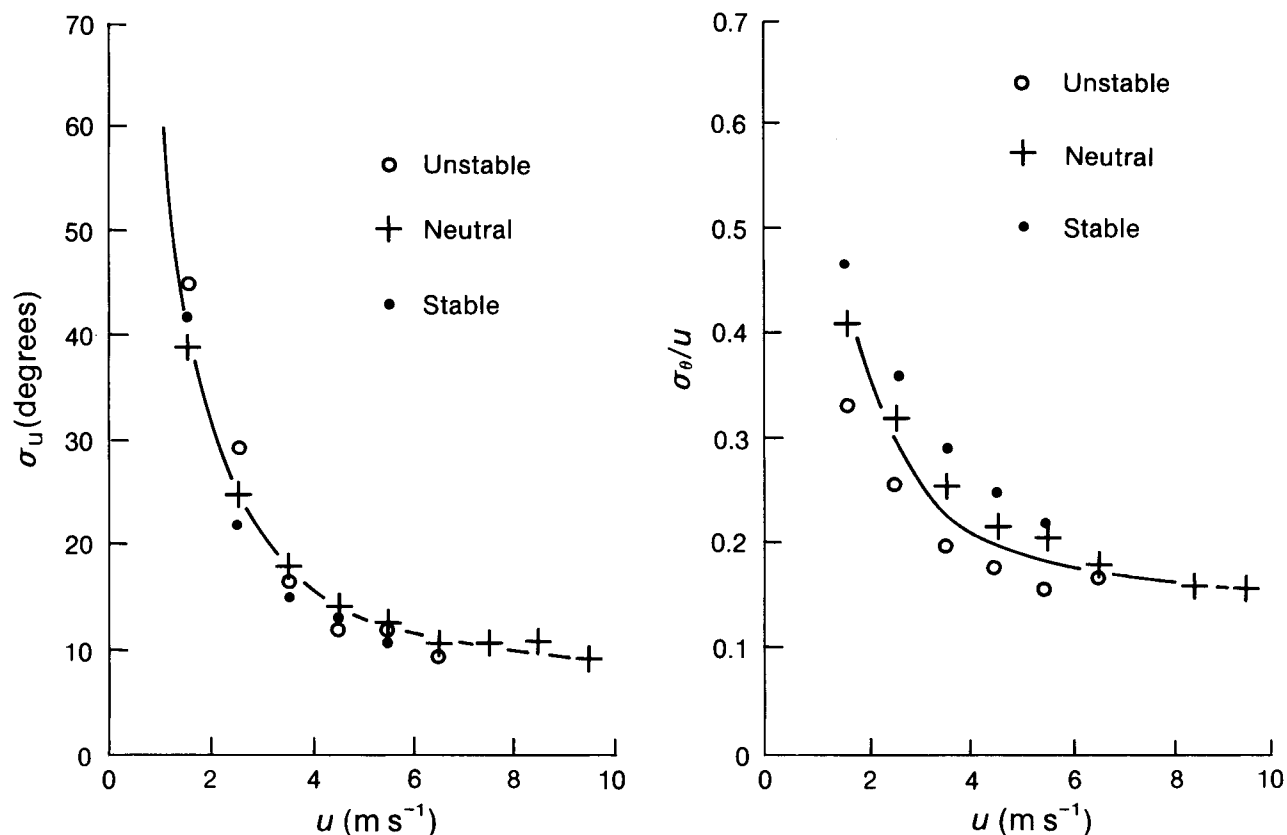 70
60
50
40
30
20
10
0
σu (degrees)
Unstable
Neutral
Stable
0 2 4 6 8 10
u (m s⁻¹)
0.7
0.6
0.5
0.4
0.3
0.2
0.1
0
σθ/u
Unstable
Neutral
Stable
0 2 4 6 8 10
u (m s⁻¹)